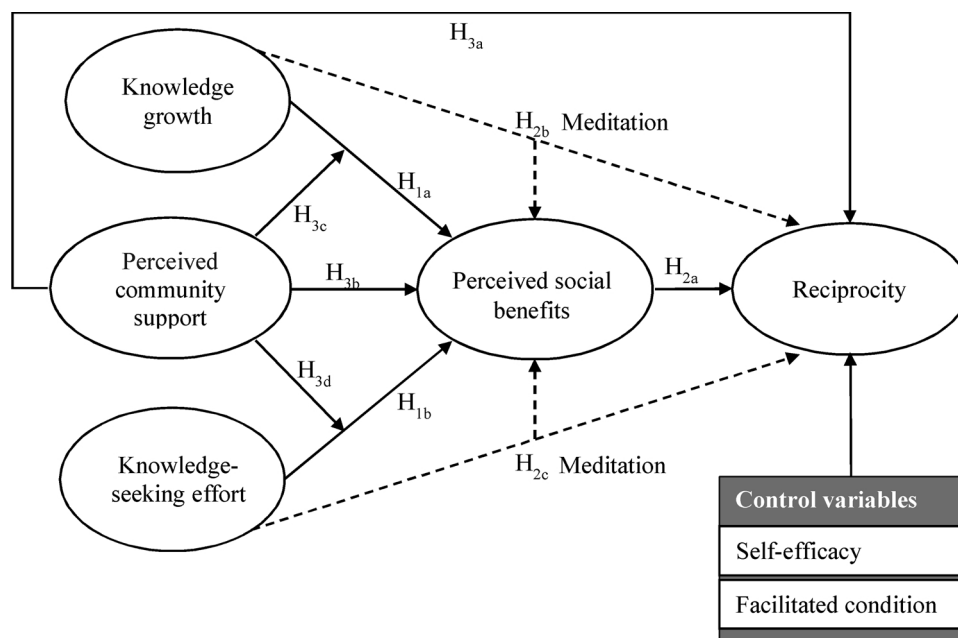 H3a
Knowledge
growth
H2b Meditation
H1a
H3c
Perceived
community
support
H3b
Perceived social
benefits
H2a
Reciprocity
H3d
H1b
Knowledge-
seeking effort
H2c Meditation
Control variables
Self-efficacy
Facilitated condition